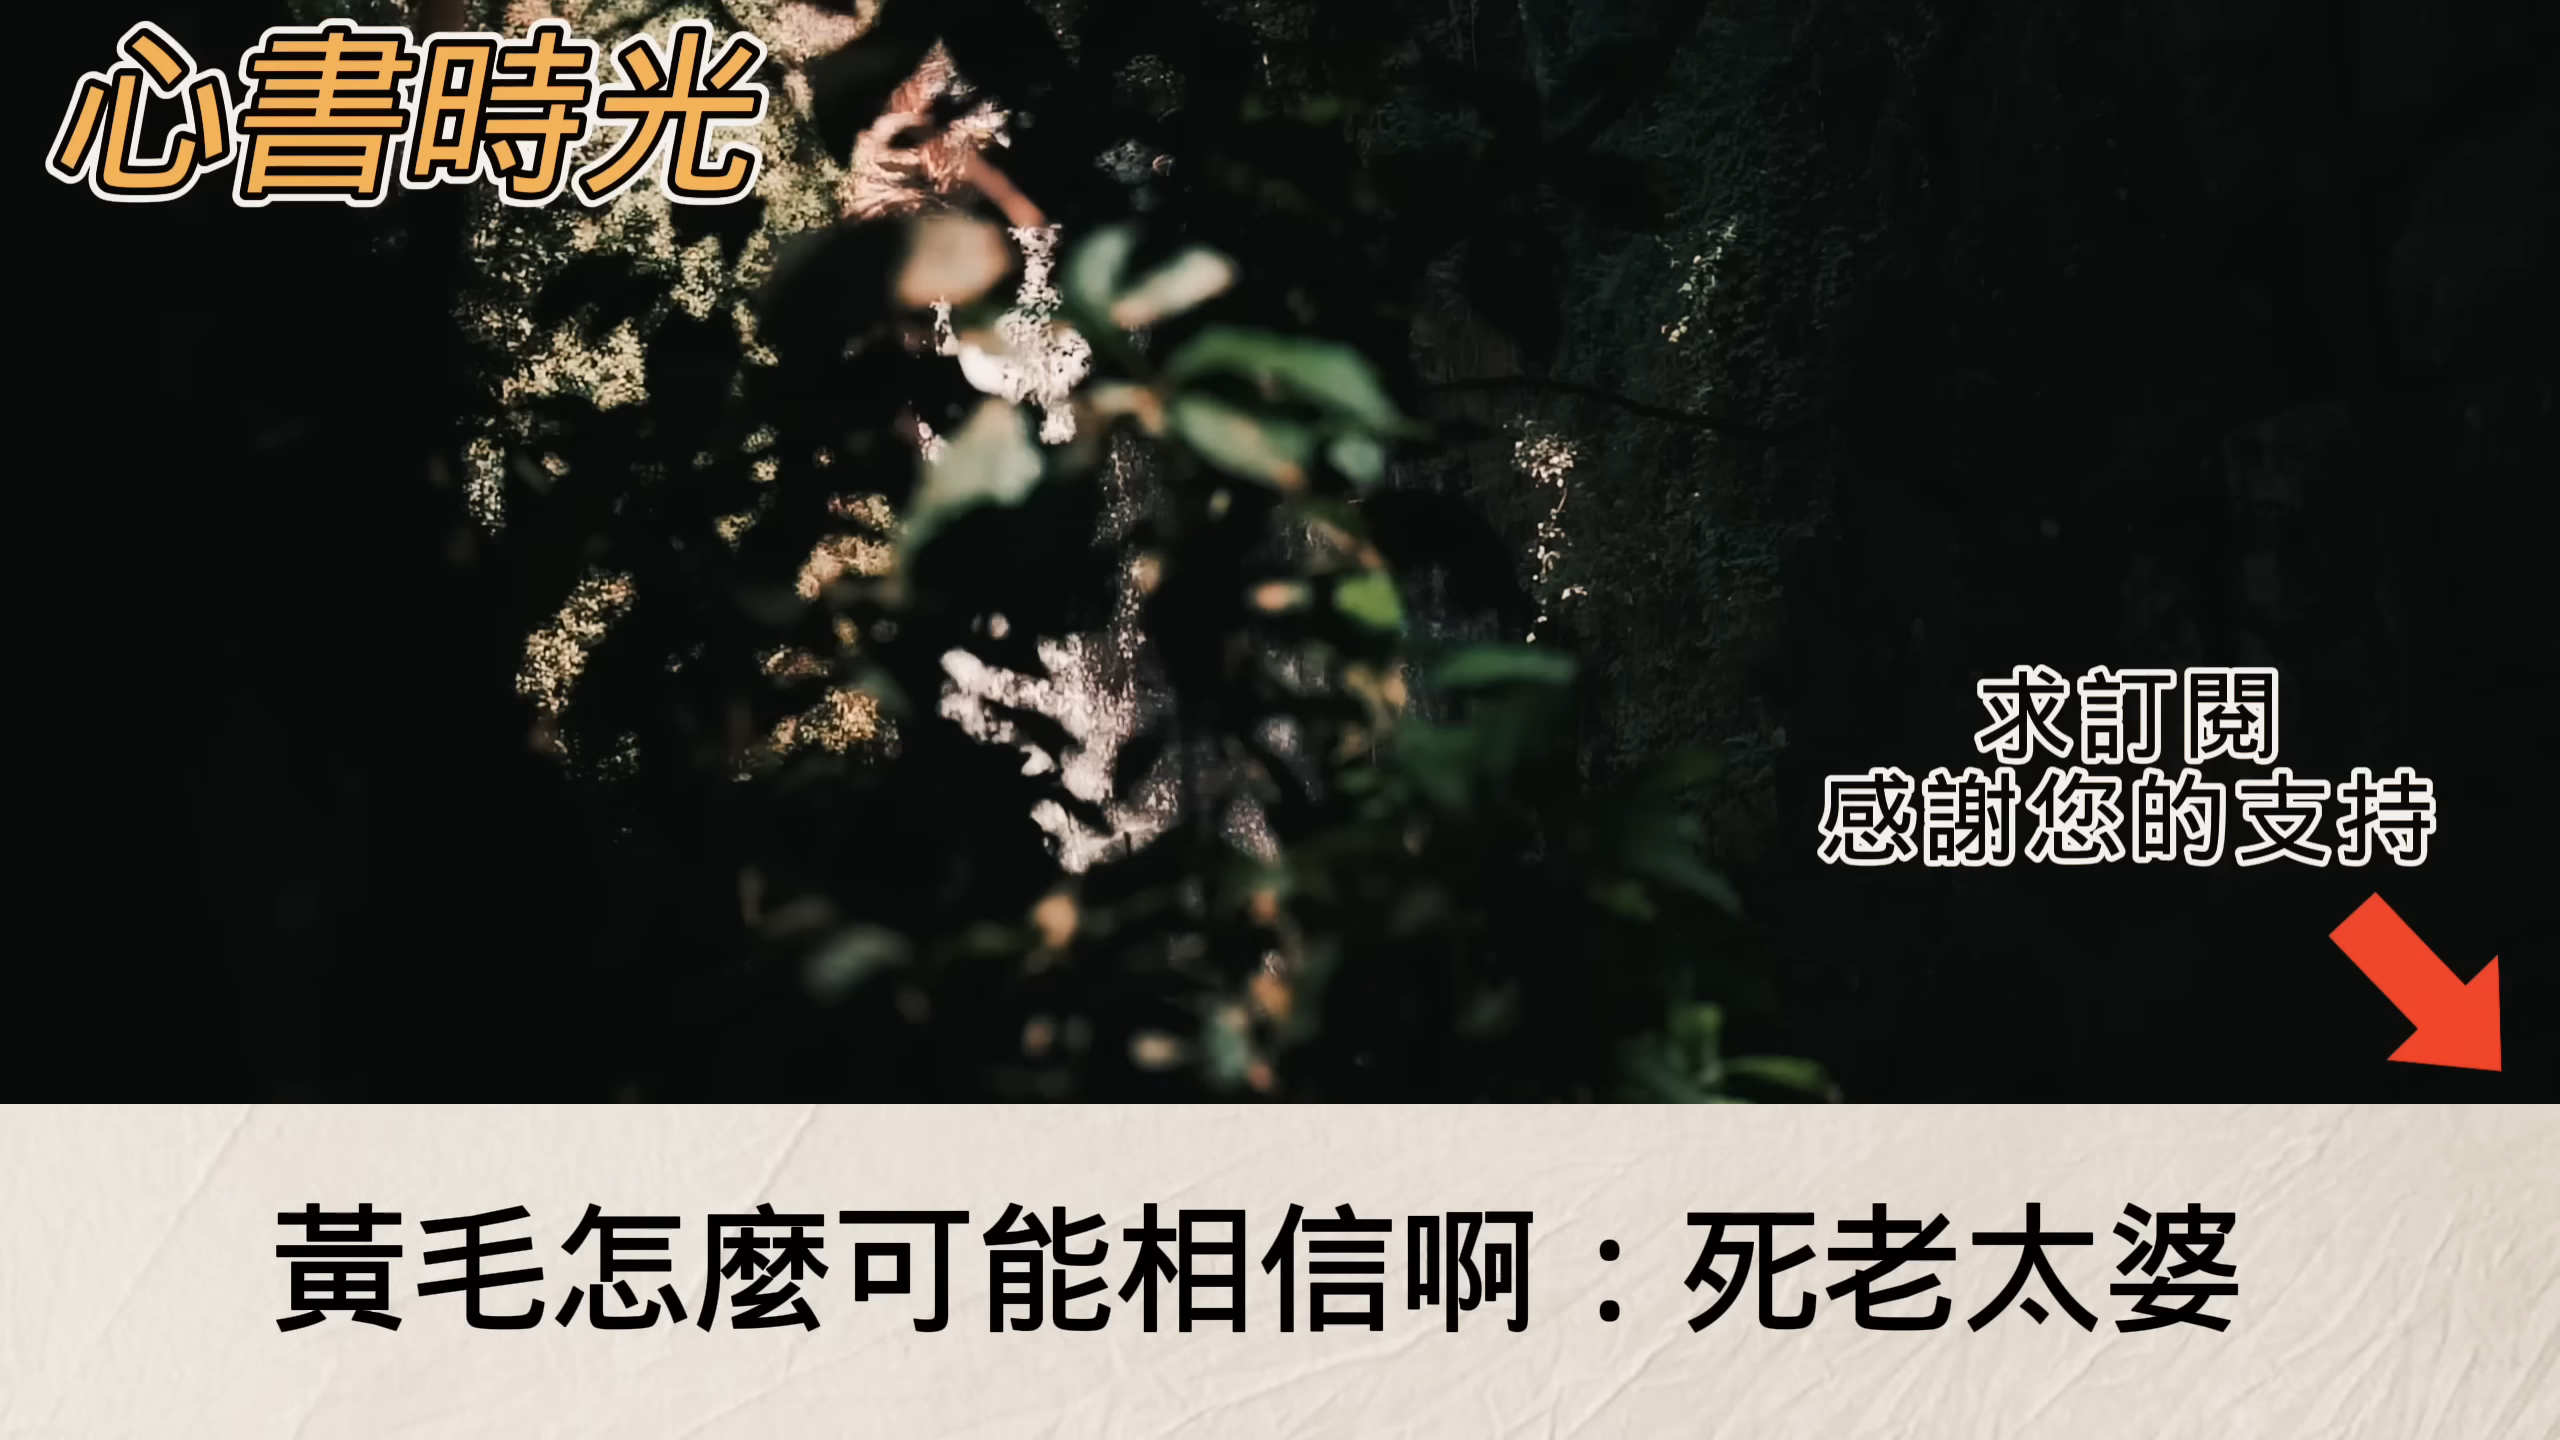 心書時光
求訂閱
感謝您的支持
黃毛怎麼可能相信啊：死老太婆